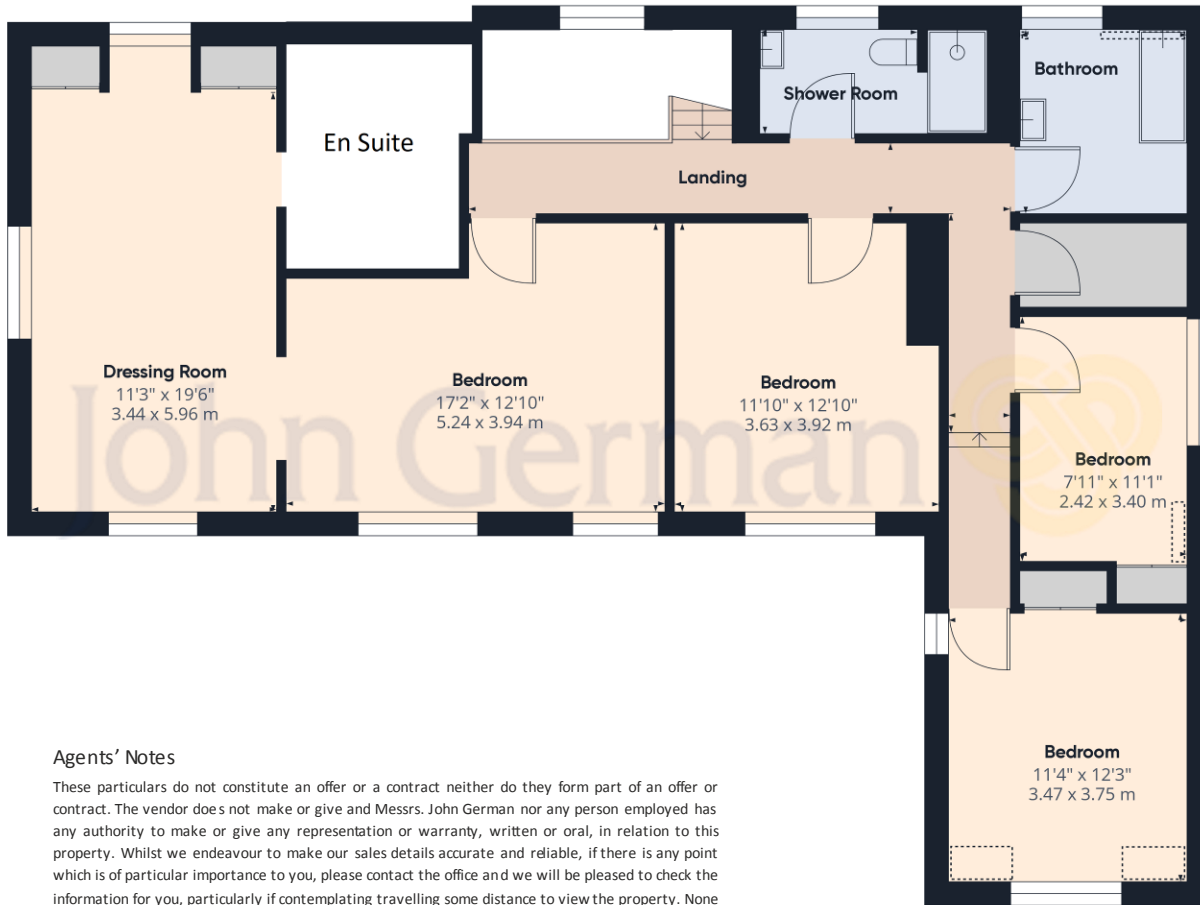 En Suite
Shower Room
Bathroom
Landing
Dressing Room
11'3" x 19'6"
3.44 x 5.96 m
Bedroom
17'2" x 12'10"
5.24 x 3.94 m
Bedroom
11'10" x 12'10"
3.63 x 3.92 m
Bedroom
7'11" x 11'1"
2.42 x 3.40 m
John German
Bedroom
11'4" x 12'3"
3.47 x 3.75 m
Agents' Notes
These particulars do not constitute an offer or a contract neither do they form part of an offer or
contract. The vendor does not make or give and Messrs. John German nor any person employed has
any authority to make or give any representation or warranty, written or oral, in relation to this
property. Whilst we endeavour to make our sales details accurate and reliable, if there is any point
which is of particular importance to you, please contact the office and we will be pleased to check the
information for you, particularly if contemplating travelling some distance to view the property. None